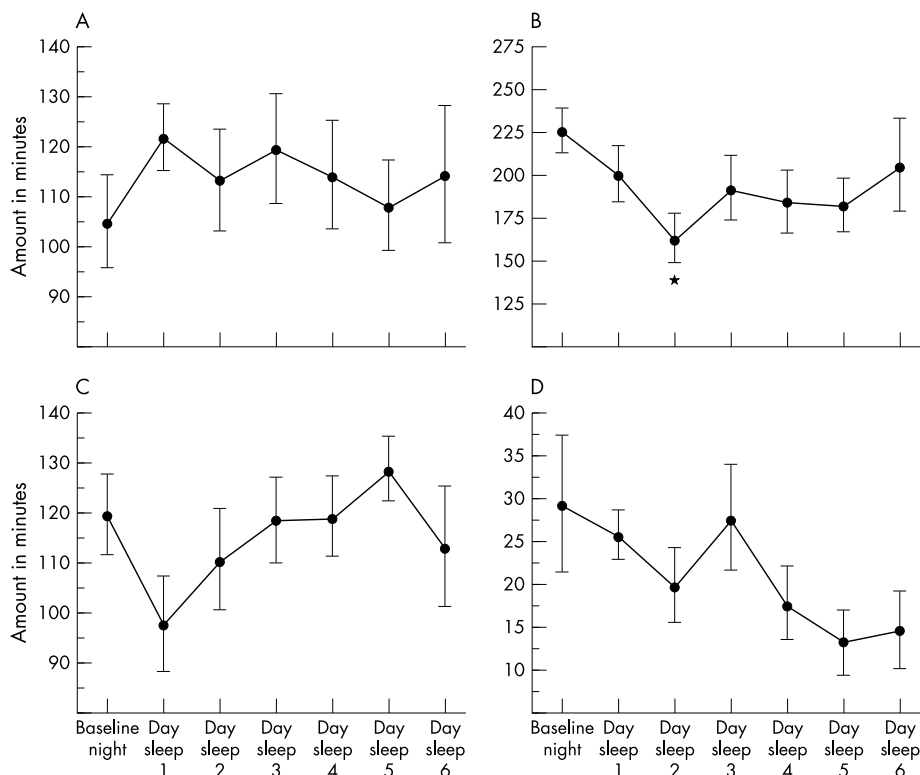 A
140
130
120
110
100
90
Amount in minutes
B
275
225
200
175
150
125
C
140
130
120
110
100
90
Amount in minutes
Baseline night
Day sleep 1
Day sleep 2
Day sleep 3
Day sleep 4
Day sleep 5
Day sleep 6
D
40
35
30
25
20
15
10
Baseline night
Day sleep 1
Day sleep 2
Day sleep 3
Day sleep 4
Day sleep 5
Day sleep 6